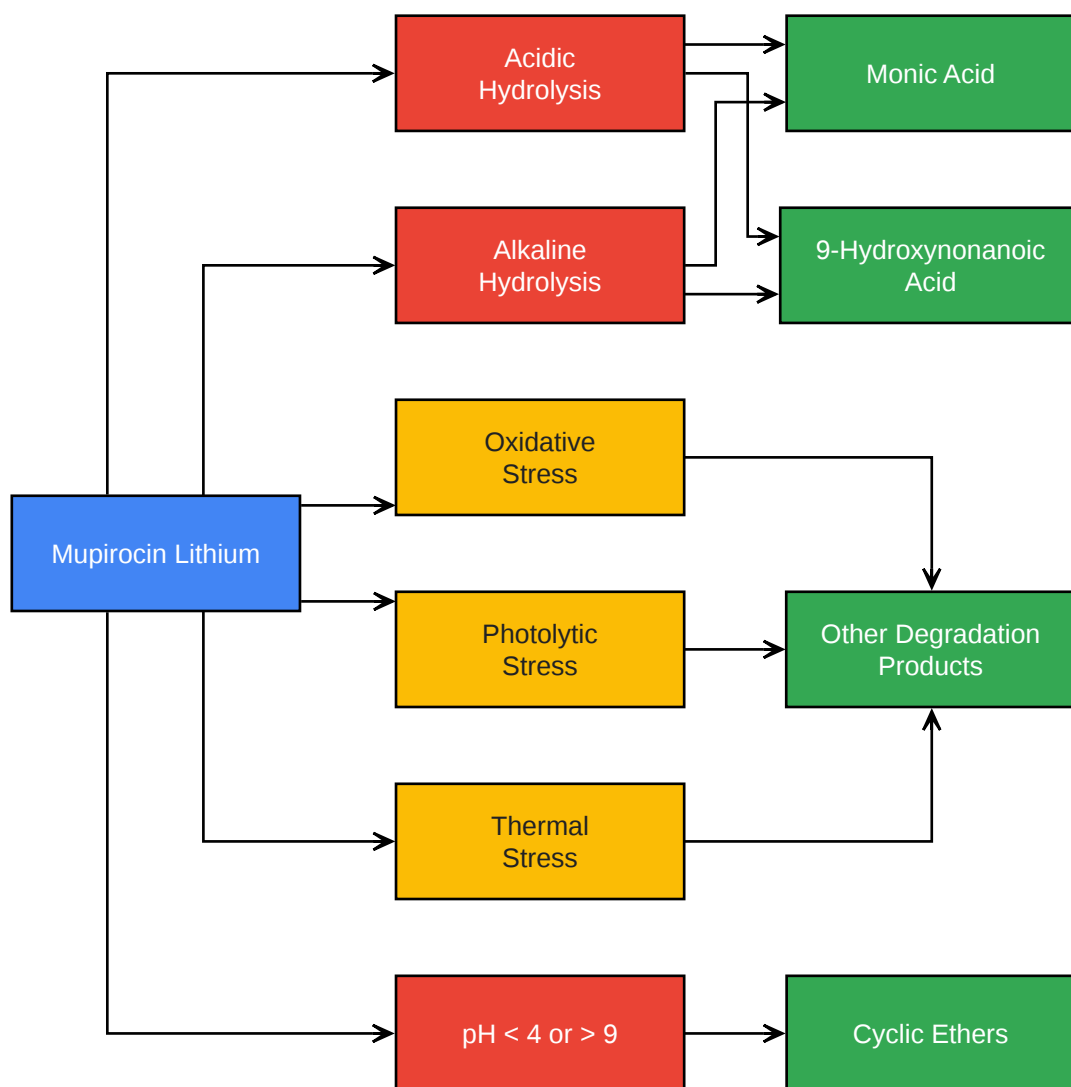 Acidic
Hydrolysis
Monic Acid
Alkaline
Hydrolysis
9-Hydroxynonanoic
Acid
Oxidative
Stress
Mupirocin Lithium
Photolytic
Stress
Other Degradation
Products
Thermal
Stress
pH < 4 or > 9
Cyclic Ethers